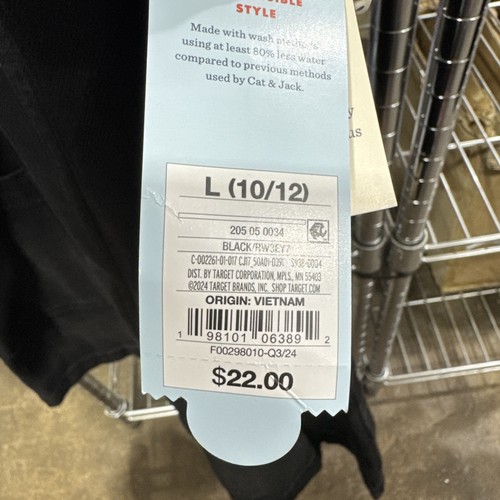 STYLE
Made with wash methods
using at least 80% less water
compared to previous methods
used by Cat & Jack.
L (10/12)
205 05 0034
BLACK/RW3EY7
DIST. BY TARGET CORPORATION, MPLS., MN 55403
©2024 TARGET BRANDS, INC. SHOP TARGET.COM
ORIGIN: VIETNAM
1 98101 06389 2
F00298010-Q3/24
$22.00